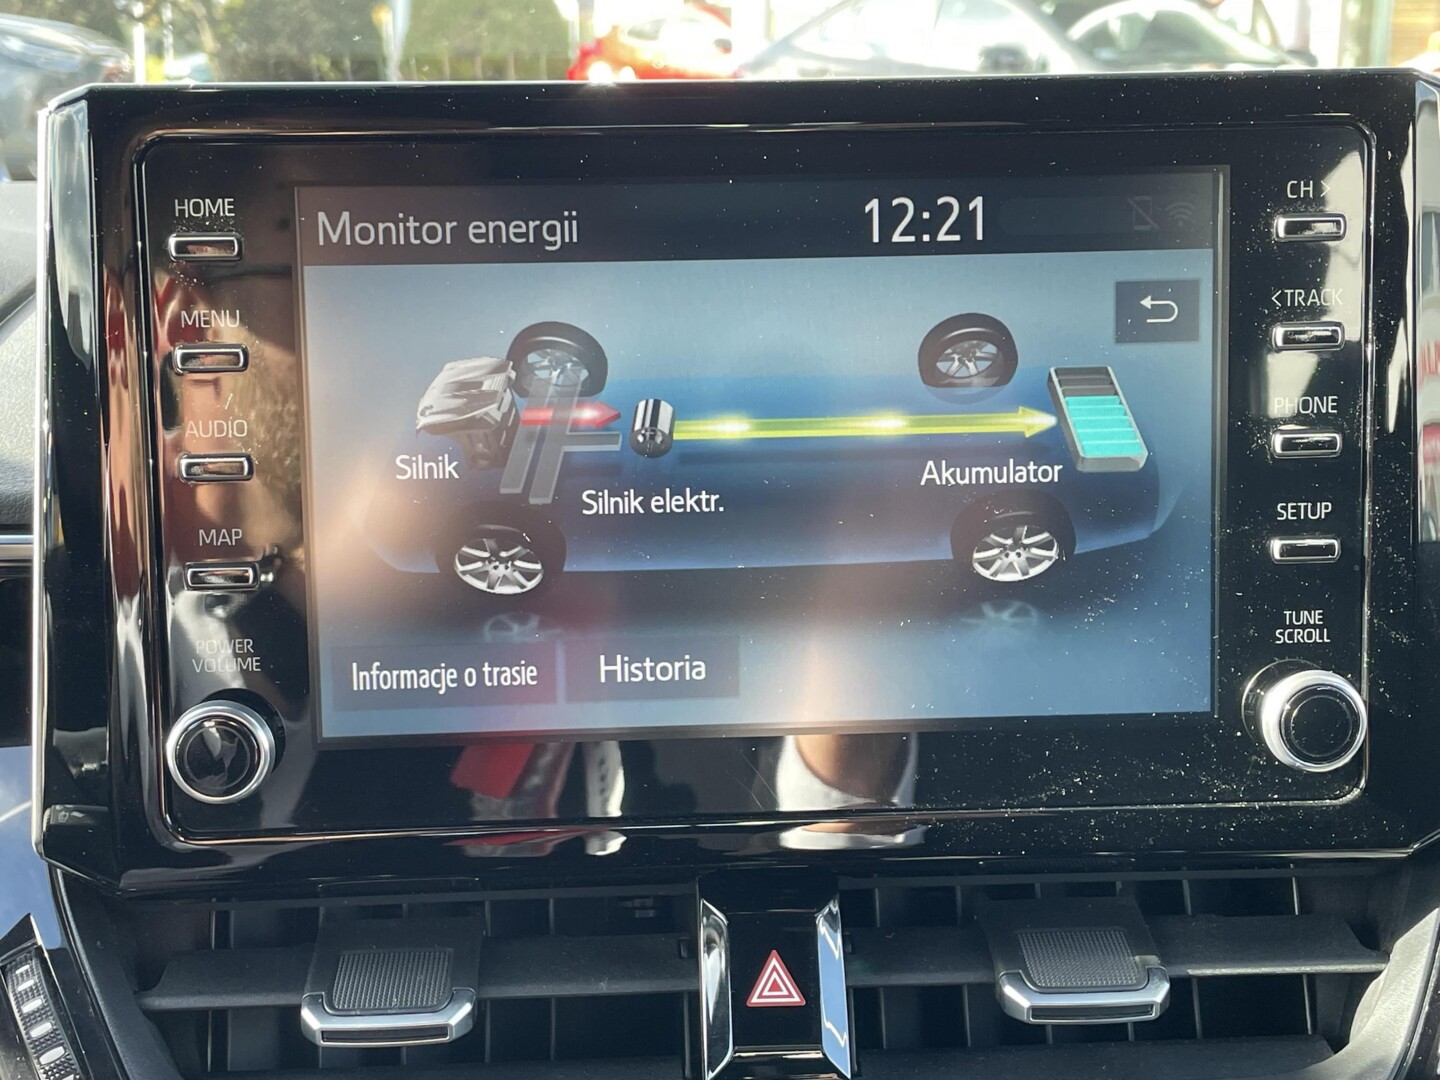 HOME
MENU
AUDIO
MAP
POWER
VOLUME
Monitor energii
12:21
Silnik
Silnik elektr.
Akumulator
Informacje o trasie
Historia
CH >
<TRACK
PHONE
SETUP
TUNE
SCROLL